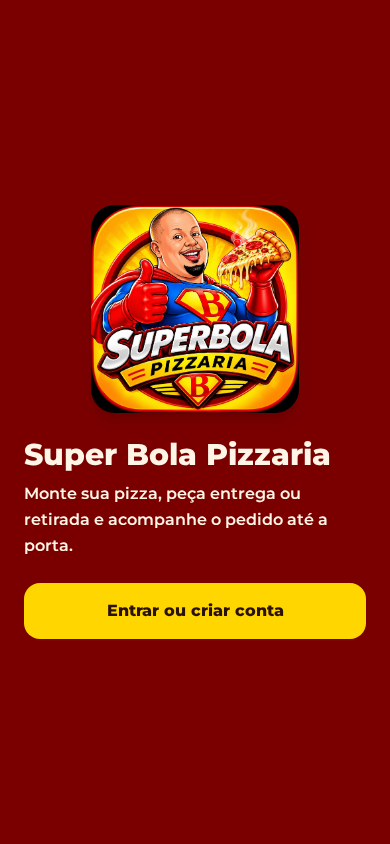 B
SUPERBOLA
PIZZARIA
B
Super Bola Pizzaria
Monte sua pizza, peça entrega ou
retirada e acompanhe o pedido até a
porta.
Entrar ou criar conta